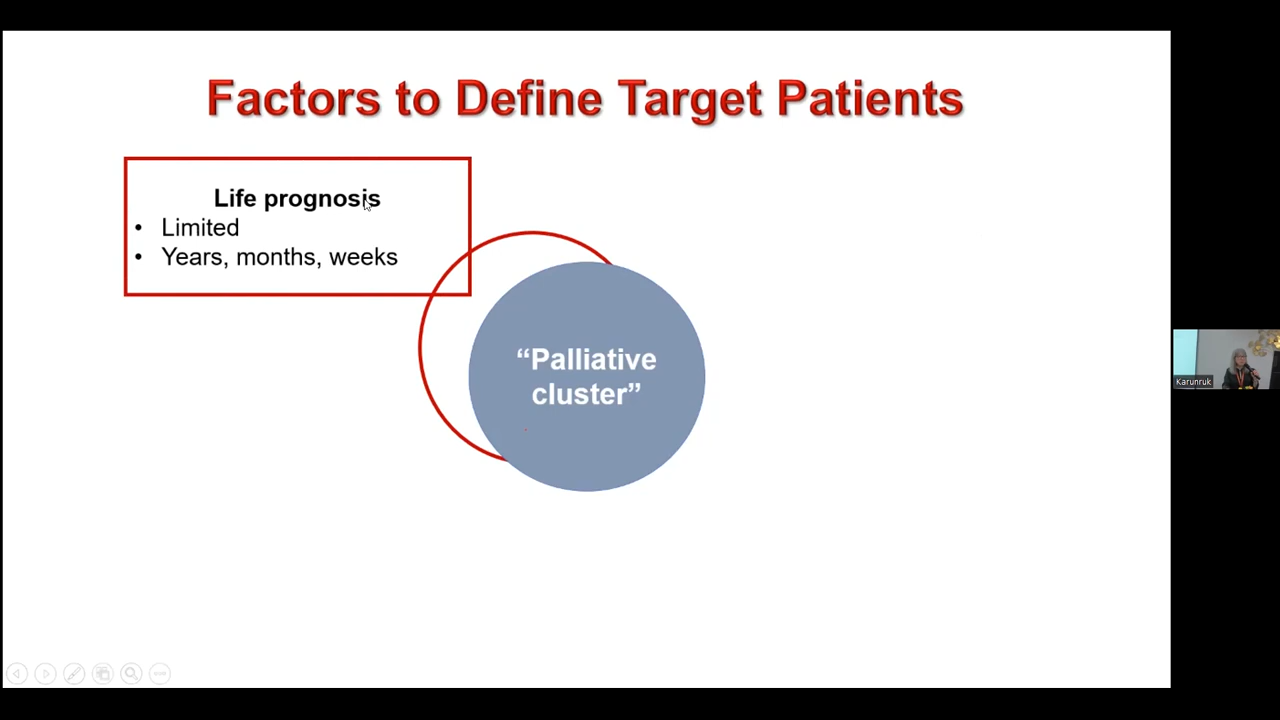 Factors to Define Target Patients
Life prognosis
• Limited
• Years, months, weeks
“Palliative
cluster”
Karunruk